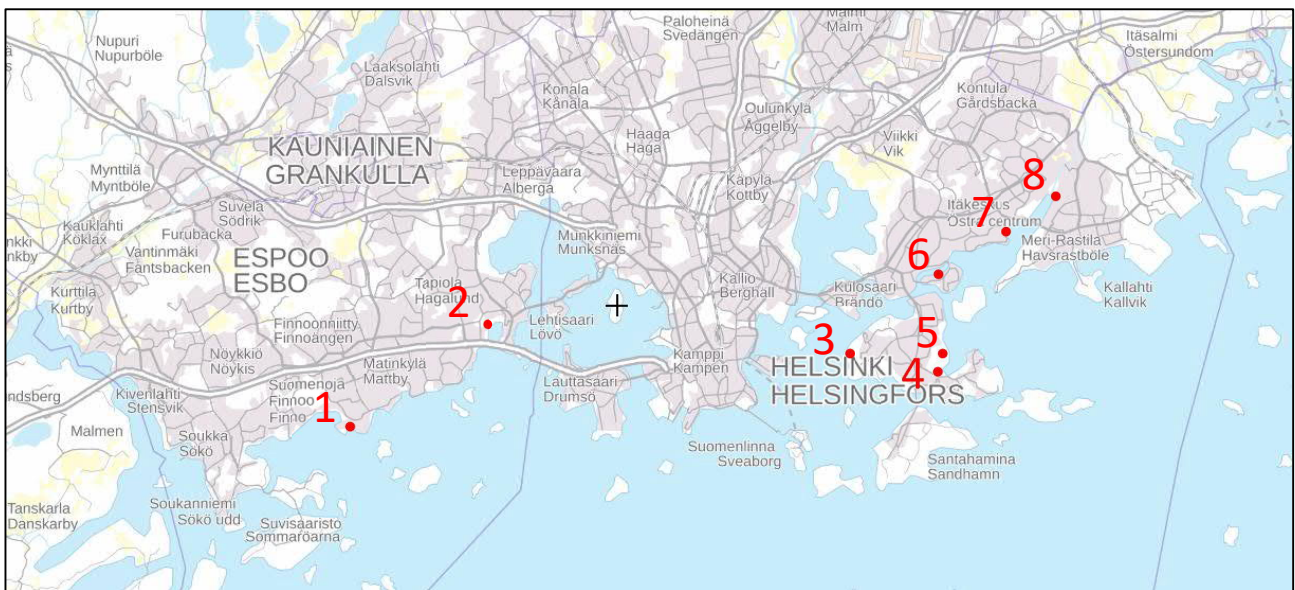 Nupuri
Nupurböle
Laaksolahti
Dalsvik
Paloheinä
Svedängen
Malmi
Malm
Itäsalmi
Östersundom
Konala
Kånala
Oulunkylä
Åggelby
Kontula
Gårdsbacka
Haaga
Haga
Viikki
Vik
KAUNIAINEN
GRANKULLA
Leppävaara
Alberga
Mynttilä
Myntböle
Käpylä
Kottby
8
Suvela
Södrik
Itäkeskus
Östra centrum
7
Kauklahti
Köklax
Furubacka
Vantinmäki
Fantsbacken
Munkkiniemi
Munksnäs
Meri-Rastila
Havsrastböle
ESPOO
ESBO
6
Kurttila
Kurtby
Tapiola
Hagalund
Kallio
Berghäll
Kulosaari
Brändö
Kallahti
Kallvik
2
Lehtisaari
Lövö
Finnoonniitty
Finnoängen
3
5
Nöykkiö
Nöykis
Matinkylä
Mattby
Kamppi
Kampen
HELSINKI
HELSINGFORS
4
Kivenlahti
Stensvik
Suomenoja
Finnoo
Finno
1
Lauttasaari
Drumsö
ndsberg
Malmen
Soukka
Sökö
Suomenlinna
Sveaborg
Santahamina
Sandhamn
Tanskarla
Danskarby
Soukanniemi
Sökö udd
Suvisaaristo
Sommaröarna